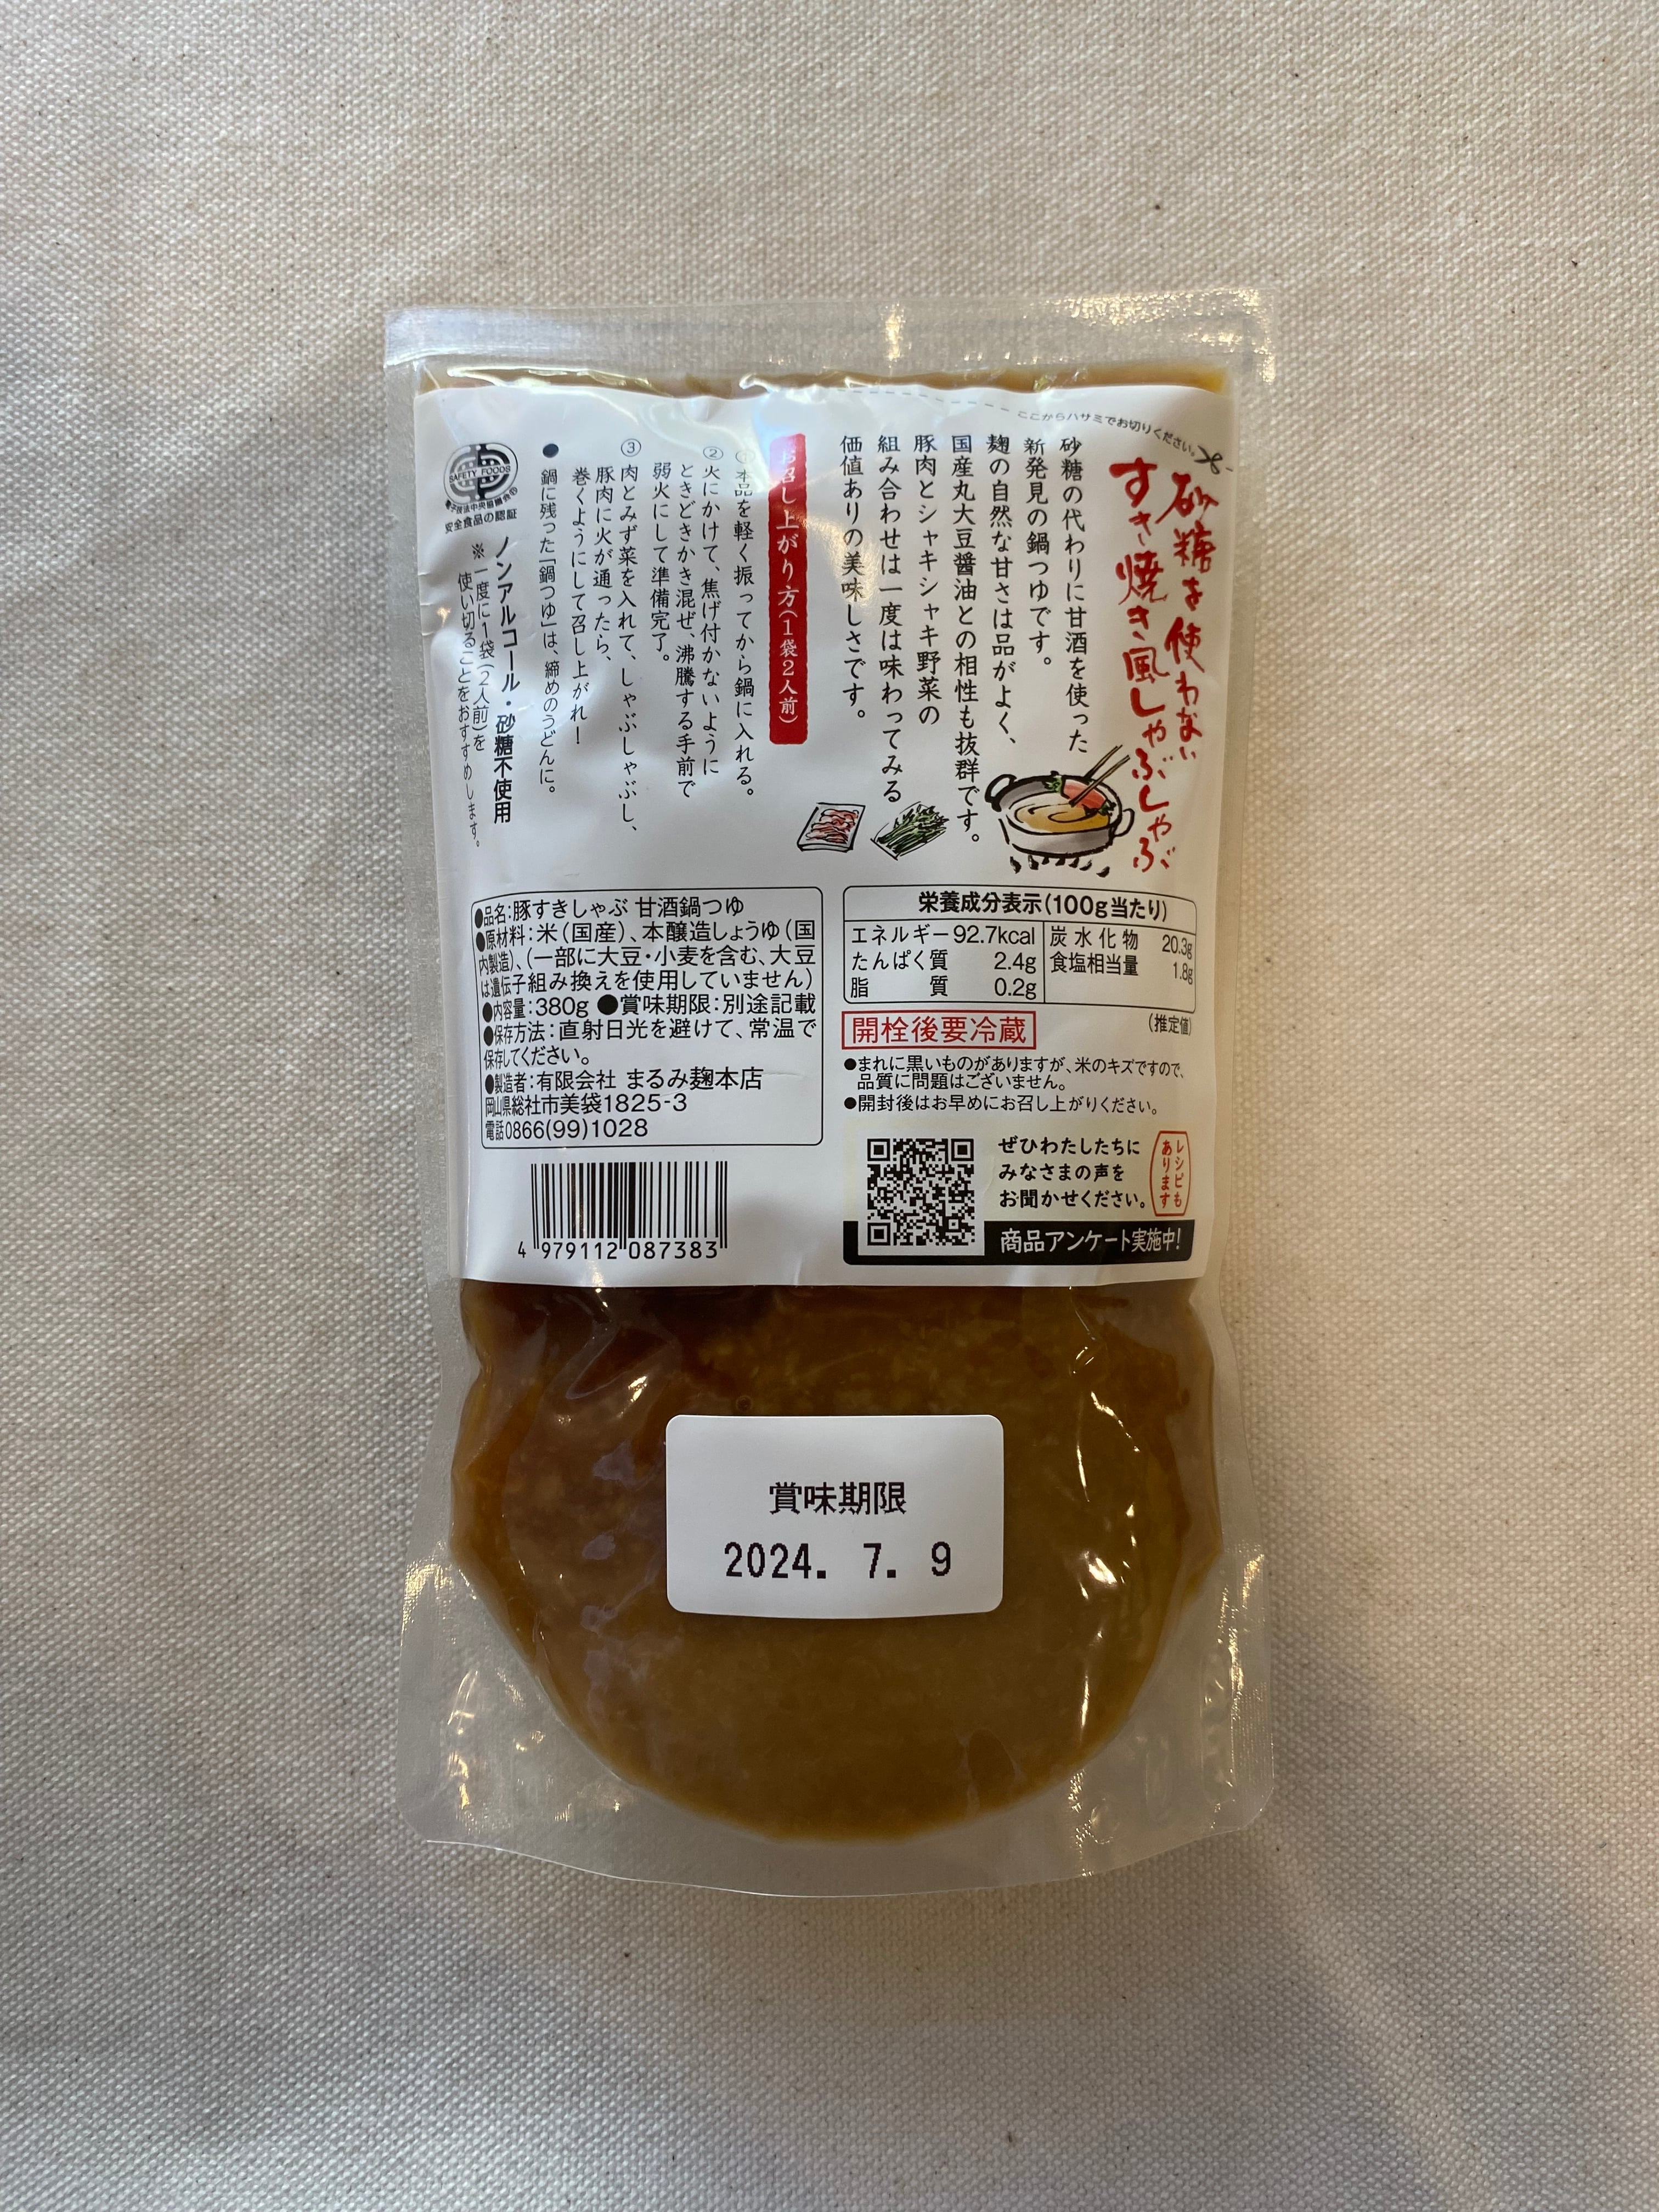 ここからハサミでお切りください。
砂糖を使わない
すき焼き風しゃぶしゃぶ
砂糖の代わりに甘酒を使った
新発見の鍋つゆです。
麹の自然な甘さは品がよく、
国産丸大豆醤油との相性も抜群です。
豚肉とシャキシャキ野菜の
組み合わせは一度は味わってみる
価値ありの美味しさです。
お召し上がり方(1袋2人前)
①本品を軽く振ってから鍋に入れる。
②火にかけて、焦げ付かないように
ときどきかき混ぜ、沸騰する手前で
弱火にして準備完了。
③肉とみず菜を入れて、しゃぶしゃぶし、
豚肉に火が通ったら、
巻くようにして召し上がれ!
●鍋に残った「鍋つゆ」は、締めのうどんに。
ノンアルコール・砂糖不使用
※一度に1袋(2人前)を
使い切ることをおすすめします。
SAFETY FOODS
安全食品の認証
●品名:豚すきしゃぶ 甘酒鍋つゆ
●原材料:米(国産)、本醸造しょうゆ(国
内製造)、(一部に大豆・小麦を含む、大豆
は遺伝子組み換えを使用していません)
●内容量:380g ●賞味期限:別途記載
●保存方法:直射日光を避けて、常温で
保存してください。
●製造者:有限会社 まるみ麹本店
岡山県総社市美袋1825-3
電話0866(99)1028
4 979112 087383
栄養成分表示(100g当たり)
エネルギー 92.7kcal
たんぱく質 2.4g
脂質 0.2g
炭水化物 20.3g
食塩相当量 1.8g
(推定値)
開栓後要冷蔵
●まれに黒いものがありますが、米のキズですので、
品質に問題はございません。
●開封後はお早めにお召し上がりください。
ぜひわたしたちに
みなさまの声を
お聞かせください。
レシピも
あります
商品アンケート実施中!
賞味期限
2024. 7. 9